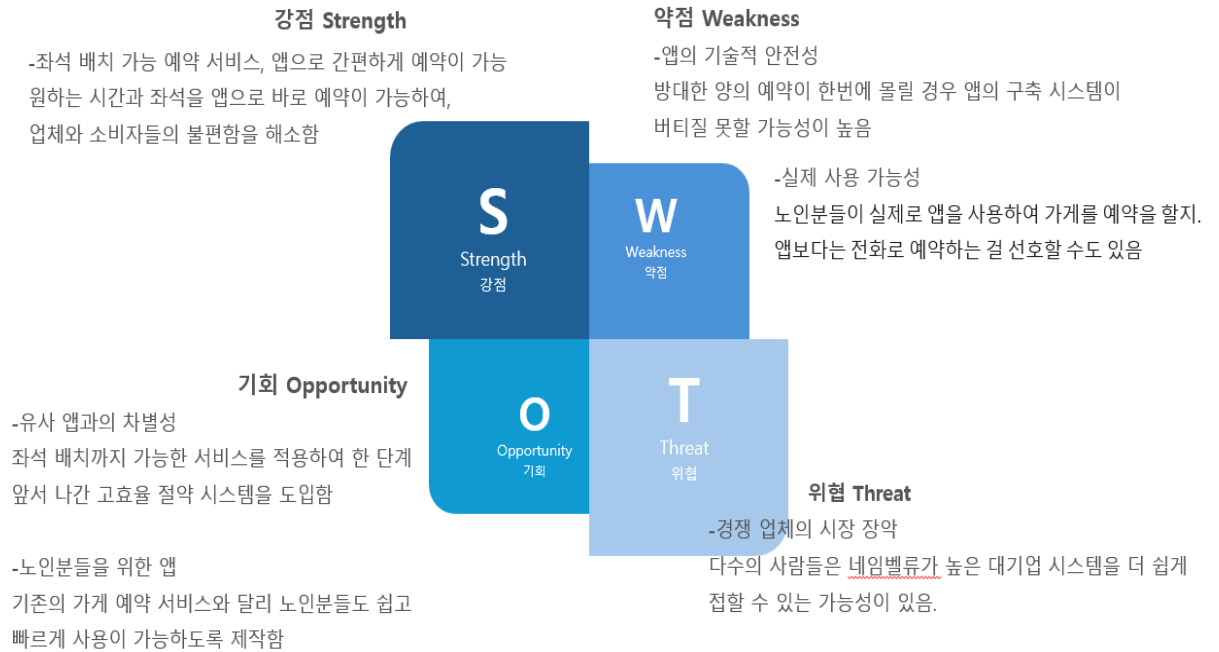 강점 Strength
-좌석 배치 가능 예약 서비스, 앱으로 간편하게 예약이 가능
원하는 시간과 좌석을 앱으로 바로 예약이 가능하여,
업체와 소비자들의 불편함을 해소함
약점 Weakness
-앱의 기술적 안전성
방대한 양의 예약이 한번에 몰릴 경우 앱의 구축 시스템이
버티질 못할 가능성이 높음
-실제 사용 가능성
노인분들이 실제로 앱을 사용하여 가게를 예약을 할지.
앱보다는 전화로 예약하는 걸 선호할 수도 있음
S
Strength
강점
W
Weakness
약점
기회 Opportunity
-유사 앱과의 차별성
좌석 배치까지 가능한 서비스를 적용하여 한 단계
앞서 나간 고효율 절약 시스템을 도입함
-노인분들을 위한 앱
기존의 가게 예약 서비스와 달리 노인분들도 쉽고
빠르게 사용이 가능하도록 제작함
O
Opportunity
기회
T
Threat
위협
위협 Threat
-경쟁 업체의 시장 장악
다수의 사람들은 네임벨류가 높은 대기업 시스템을 더 쉽게
접할 수 있는 가능성이 있음.